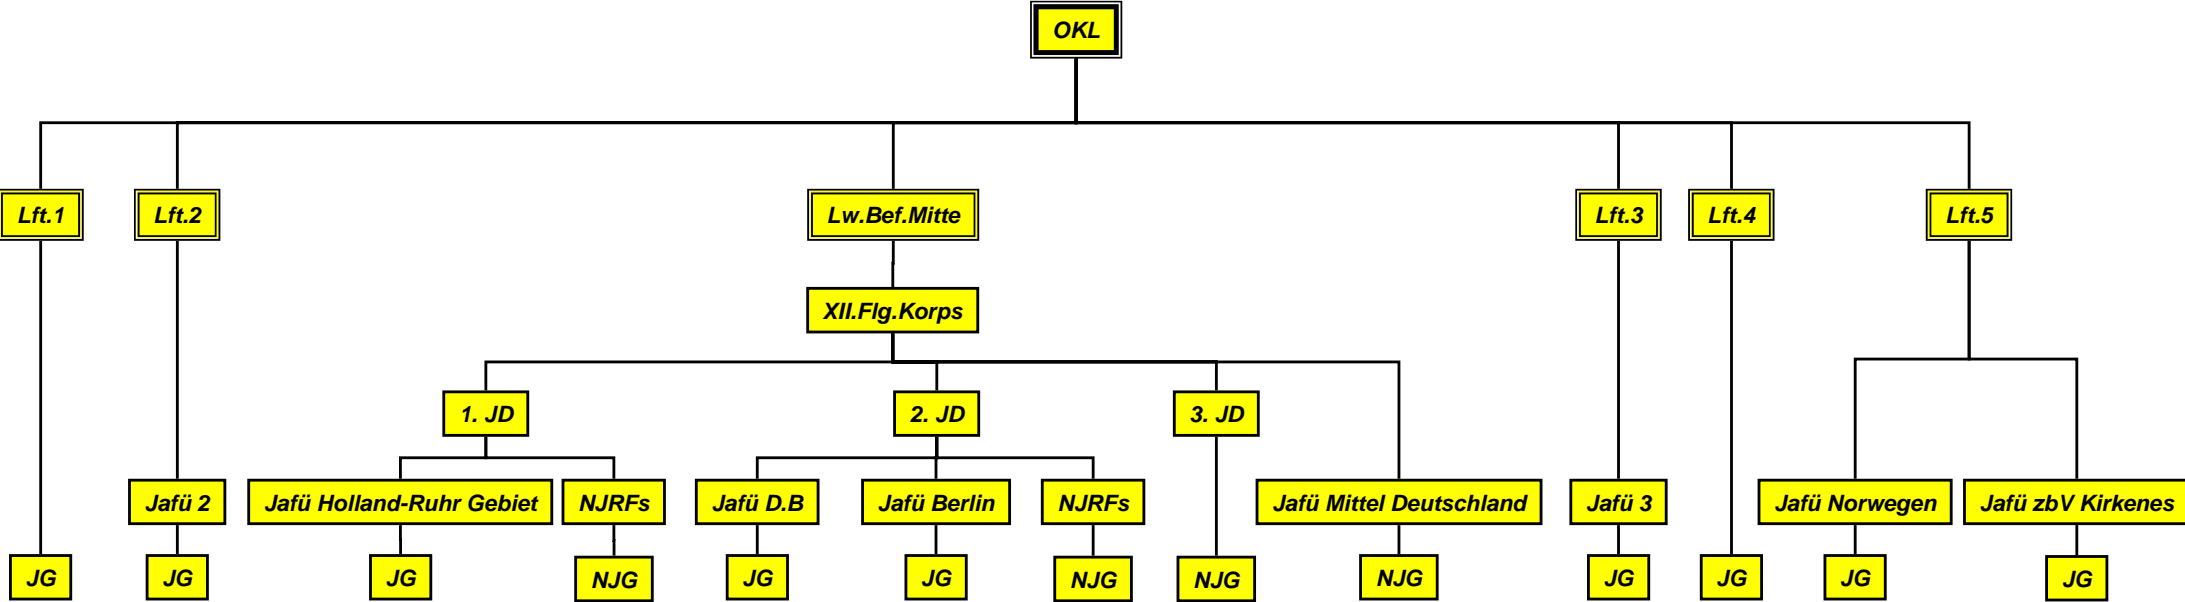 OKL
Lft.1
Lft.2
Lw.Bef.Mitte
Lft.3
Lft.4
Lft.5
XII.Flg.Korps
1. JD
2. JD
3. JD
Jafü 2
Jafü Holland-Ruhr Gebiet
NJRFs
Jafü D.B
Jafü Berlin
NJRFs
Jafü Mittel Deutschland
Jafü 3
Jafü Norwegen
Jafü zbV Kirkenes
JG
JG
JG
NJG
JG
JG
NJG
NJG
NJG
JG
JG
JG
JG